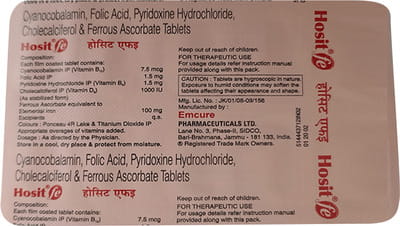 Cyanocobalamin, Folic Acid, Pyridoxine Hydrochloride,
Cholecalciferol & Ferrous Ascorbate Tablets
Hosit fe होसिट एफइ
Composition:
Each film coated tablet contains:
Cyanocobalamin IP (Vitamin B12) 7.5 mcg
Folic Acid IP 1.5 mg
Pyridoxine Hydrochloride IP (Vitamin B6) 1.5 mg
Cholecalciferol IP (Vitamin D3) 1000 IU
(As stabilised form)
Ferrous Ascorbate equivalent to
Elemental iron 100 mg
Excipients q.s.
Colours : Ponceau 4R Lake & Titanium Dioxide IP
Appropriate overages of vitamins added.
Dosage : As directed by the Physician.
Store in a cool, dry place & protect from moisture.
Keep out of reach of children.
FOR THERAPEUTIC USE
For usage details refer instruction manual
provided along with this pack.
CAUTION : Tablets are hygroscopic in nature.
Exposure to humid conditions may soften the
tablets affecting their appearance and shape.
Mfg. Lic. No. : JK/01/08-09/156
Manufactured by :
Emcure
PHARMACEUTICALS LTD.
Lane No. 3, Phase-II, SIDCO,
Bari-Brahmana, Jammu - 181 133, India.
® Registered Trade Mark Owners.
Hosit fe
होसिट एफइ
01 20 02
Cyanocobalamin, Folic Acid, Pyridoxine Hydrochloride,
Cholecalciferol & Ferrous Ascorbate Tablets
Hosit fe होसिट एफइ
Composition:
Each film coated tablet contains:
Cyanocobalamin IP (Vitamin B12) 7.5 mcg
Keep out of reach of children.
FOR THERAPEUTIC USE
For usage details refer instruction manual
provided along with this pack.
Hosit fe